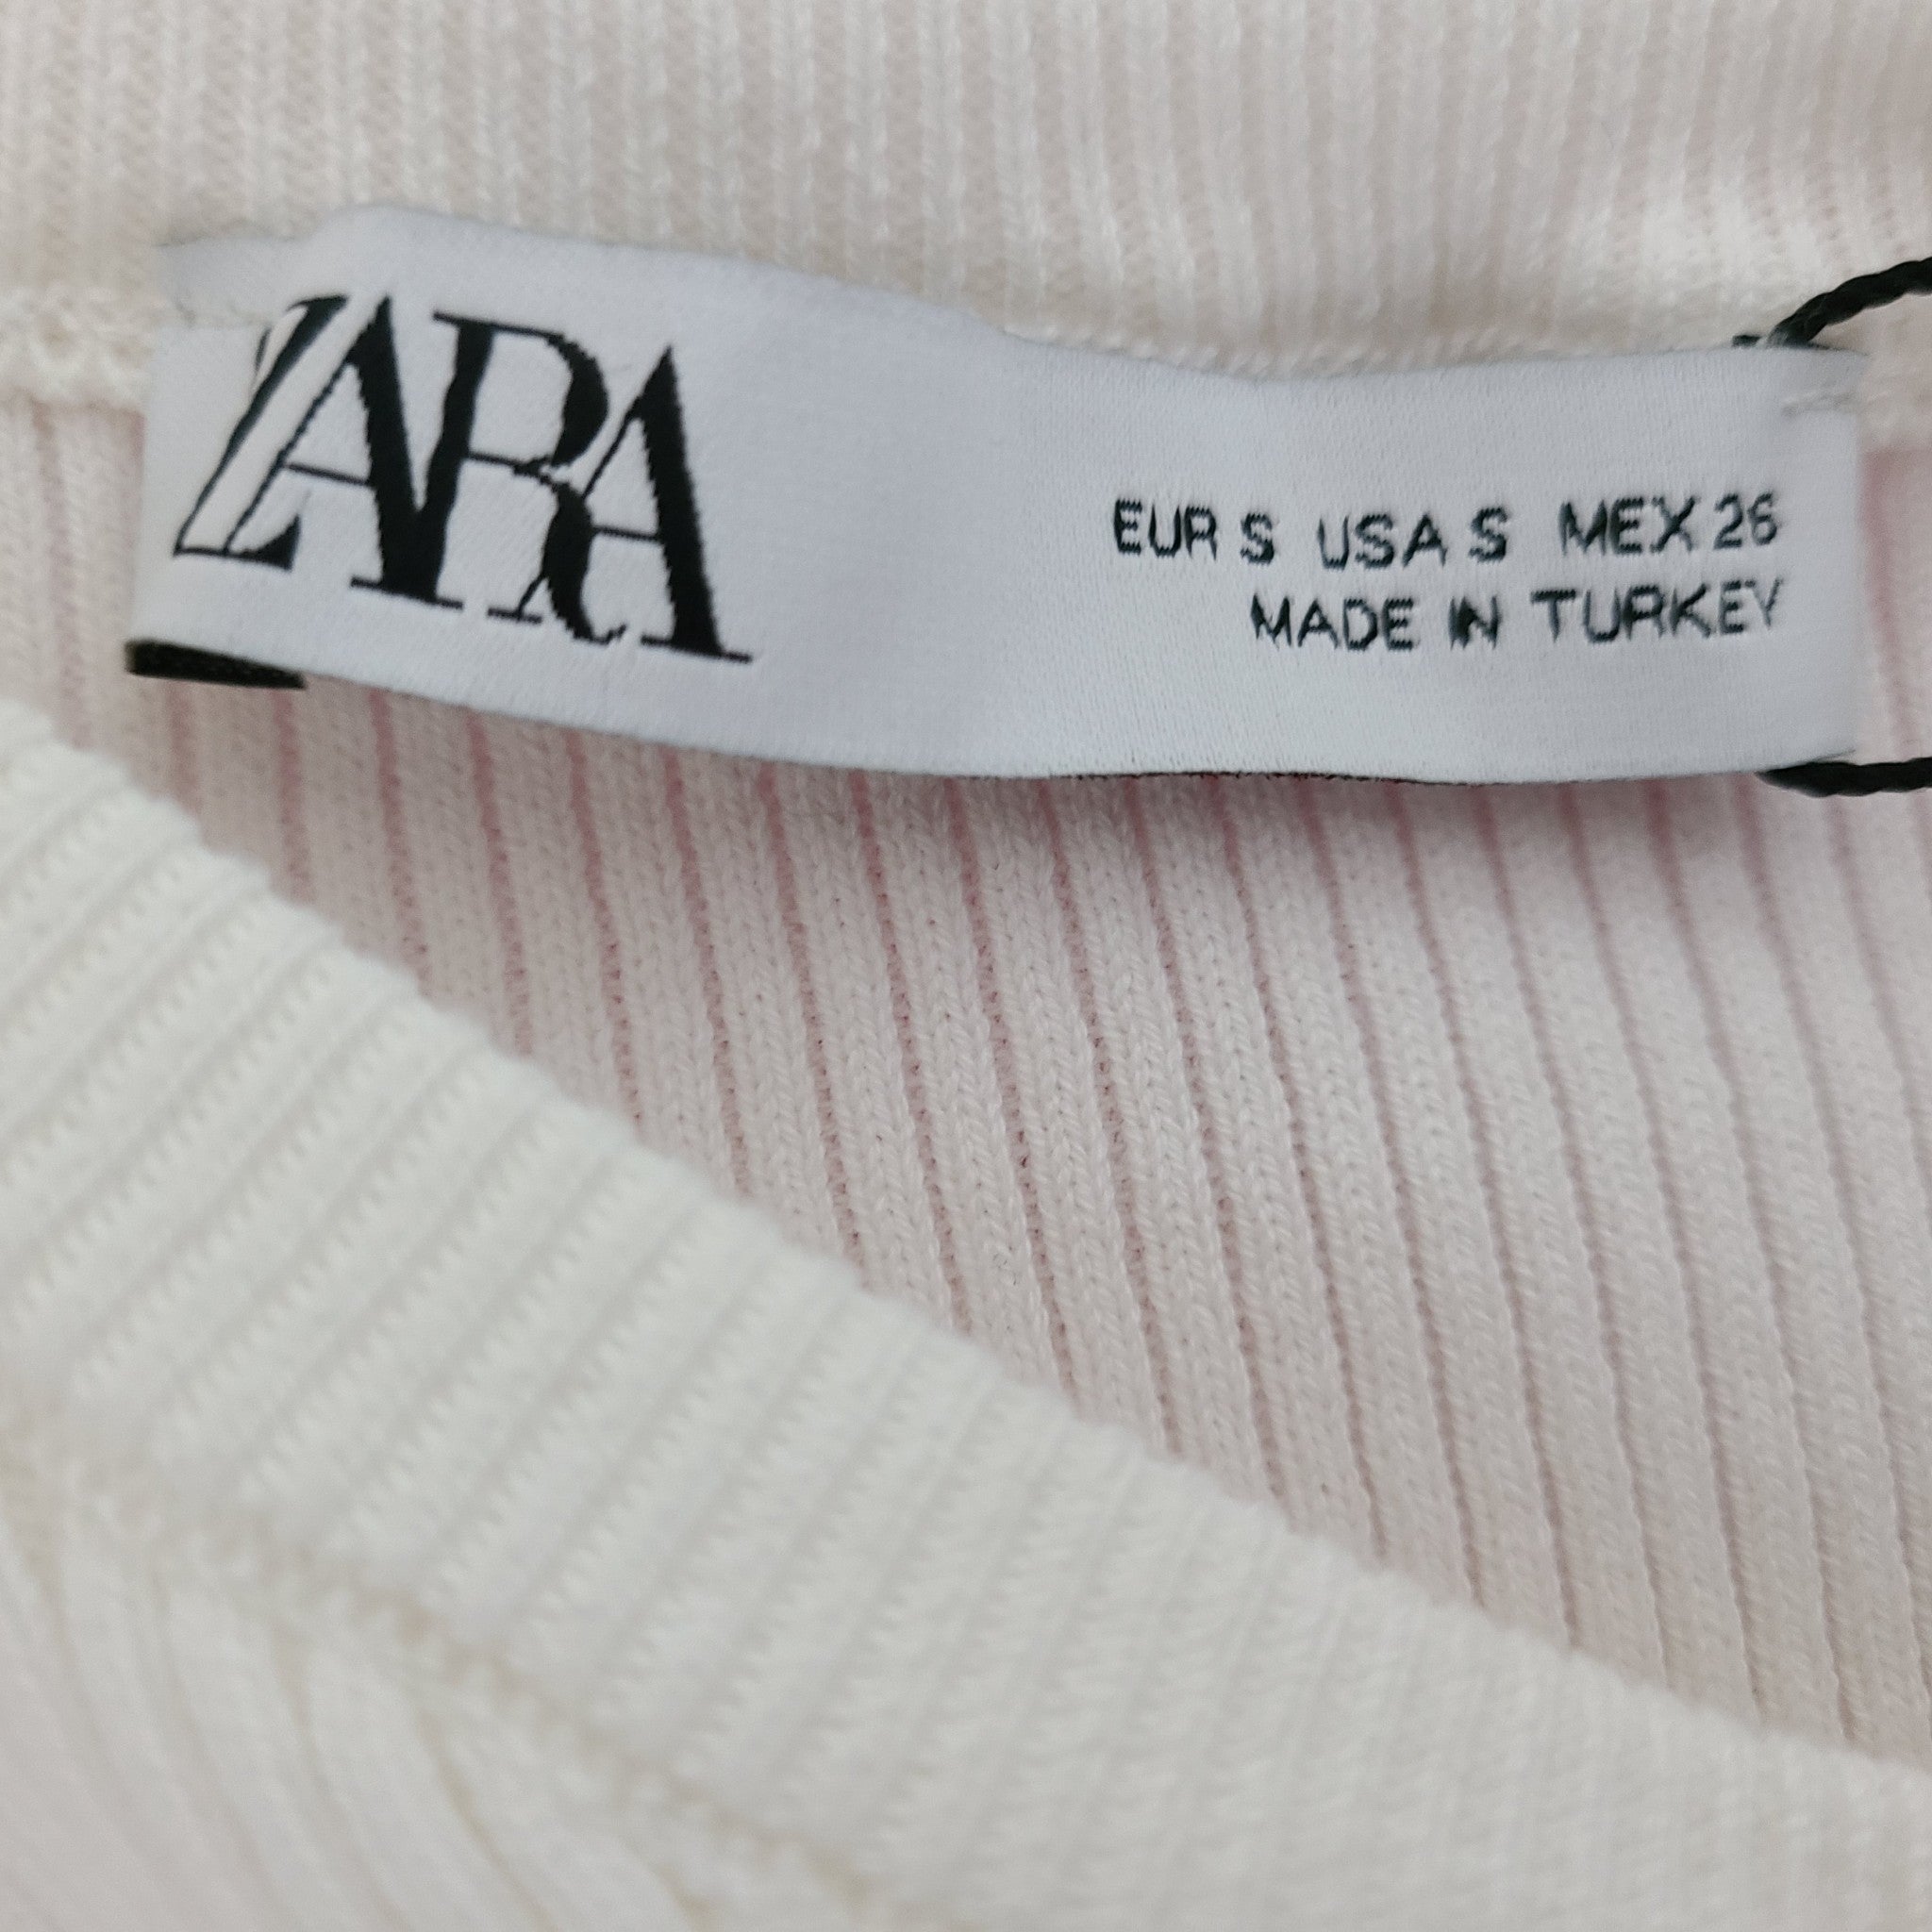 ZARA
EUR S USA S MEX 26
MADE IN TURKEY